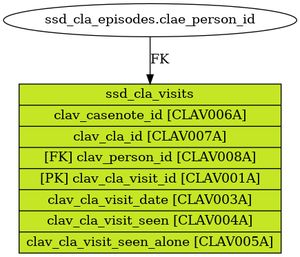 ssd_cla_episodes.clae_person_id
FK
ssd_cla_visits
clav_casenote_id [CLAV006A]
clav_cla_id [CLAV007A]
[FK] clav_person_id [CLAV008A]
[PK] clav_cla_visit_id [CLAV001A]
clav_cla_visit_date [CLAV003A]
clav_cla_visit_seen [CLAV004A]
clav_cla_visit_seen_alone [CLAV005A]